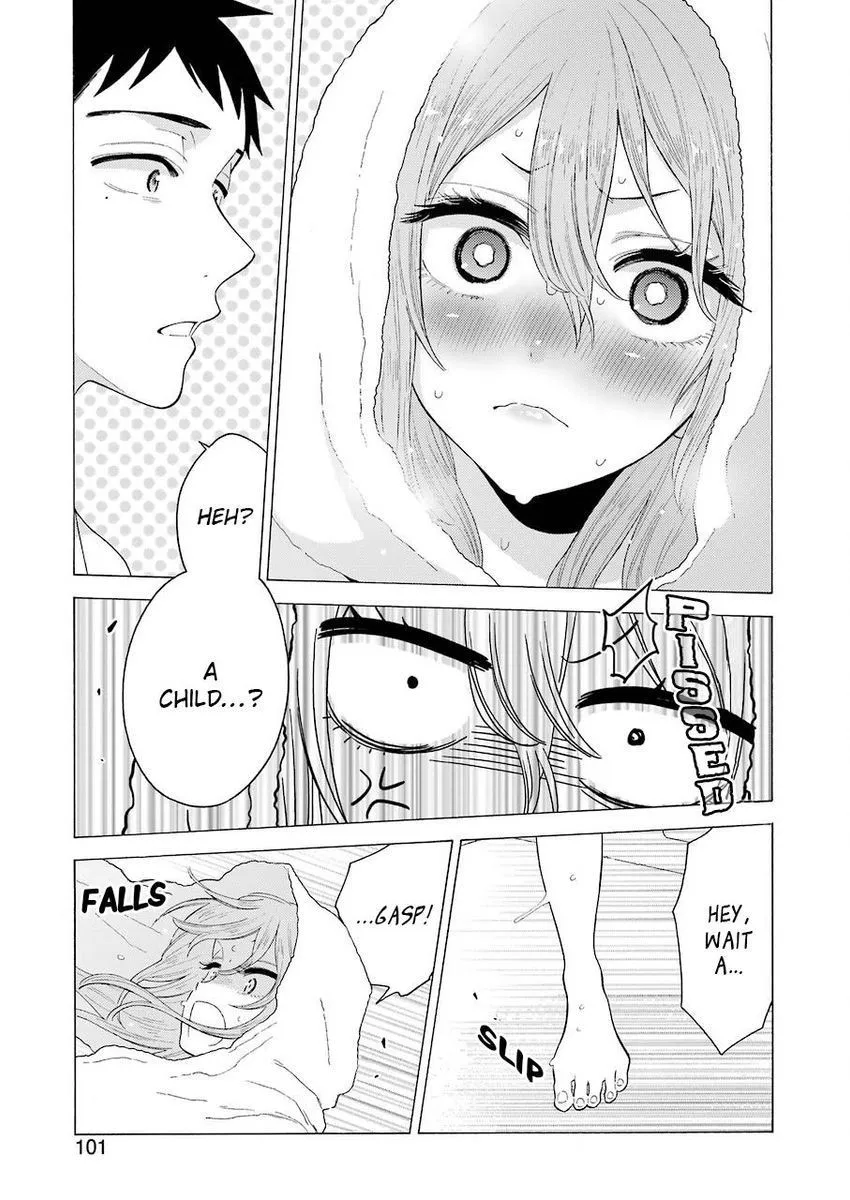 HEH?
A
CHILD...?
PISSED
HEY,
WAIT
A...
SLIP
...GASP!
FALLS
101